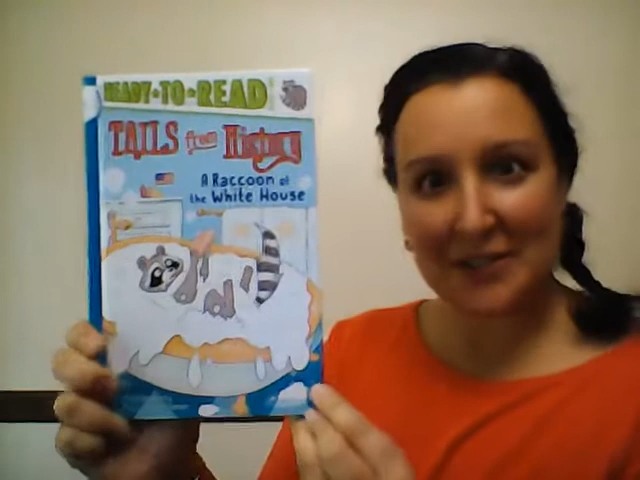 READY-TO-READ
TAILS from History
A Raccoon at
the White House